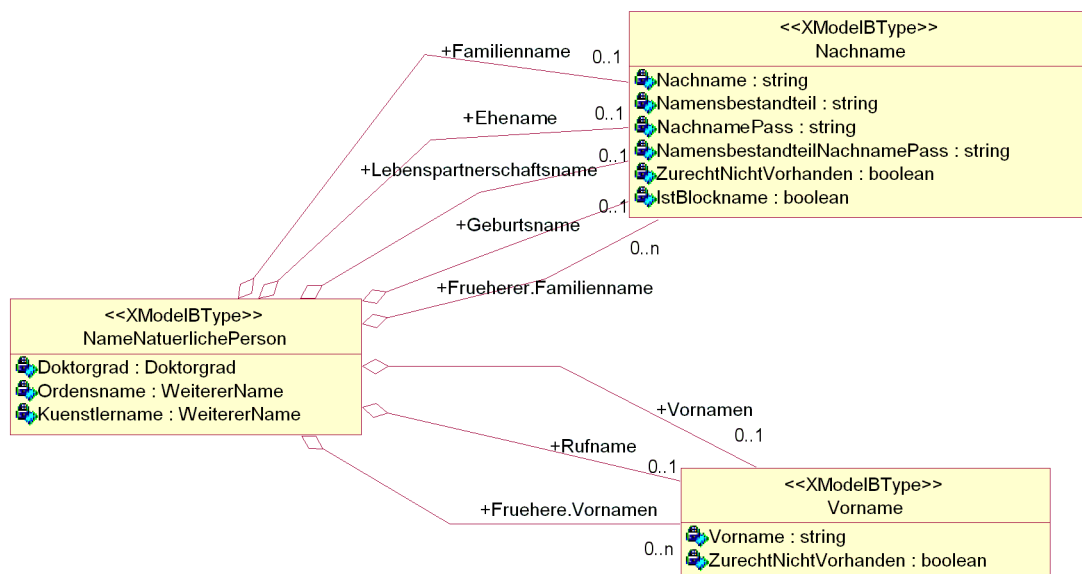 <<XModelBType>>
Nachname
Nachname : string
Namensbestandteil : string
NachnamePass : string
NamensbestandteilNachnamePass : string
ZurechtNichtVorhanden : boolean
IstBlockname : boolean
+Familienname
0..1
+Ehename
0..1
+Lebenspartnerschaftsname
0..1
+Geburtsname
0..1
+Frueherer.Familienname
0..n
<<XModelBType>>
NameNatuerlichePerson
Doktorgrad : Doktorgrad
Ordensname : WeitererName
Kuenstlername : WeitererName
+Vornamen
0..1
+Rufname
0..1
+Fruehere.Vornamen
0..n
<<XModelBType>>
Vorname
Vorname : string
ZurechtNichtVorhanden : boolean